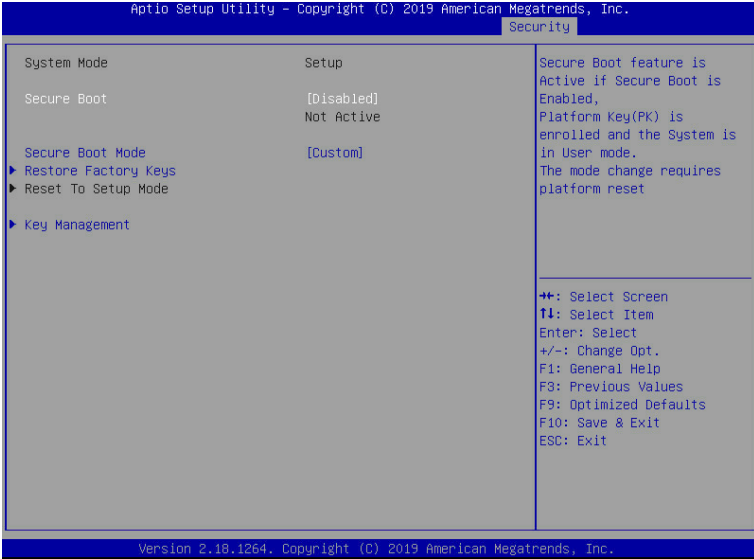 Aptio Setup Utility – Copyright (C) 2019 American Megatrends, Inc.
Security
System Mode Setup
Secure Boot [Disabled]
Not Active
Secure Boot Mode [Custom]
Restore Factory Keys
Reset To Setup Mode
Key Management
Secure Boot feature is
Active if Secure Boot is
Enabled,
Platform Key(PK) is
enrolled and the System is
in User mode.
The mode change requires
platform reset
→←: Select Screen
↑↓: Select Item
Enter: Select
+/-: Change Opt.
F1: General Help
F3: Previous Values
F9: Optimized Defaults
F10: Save & Exit
ESC: Exit
Version 2.18.1264. Copyright (C) 2019 American Megatrends, Inc.